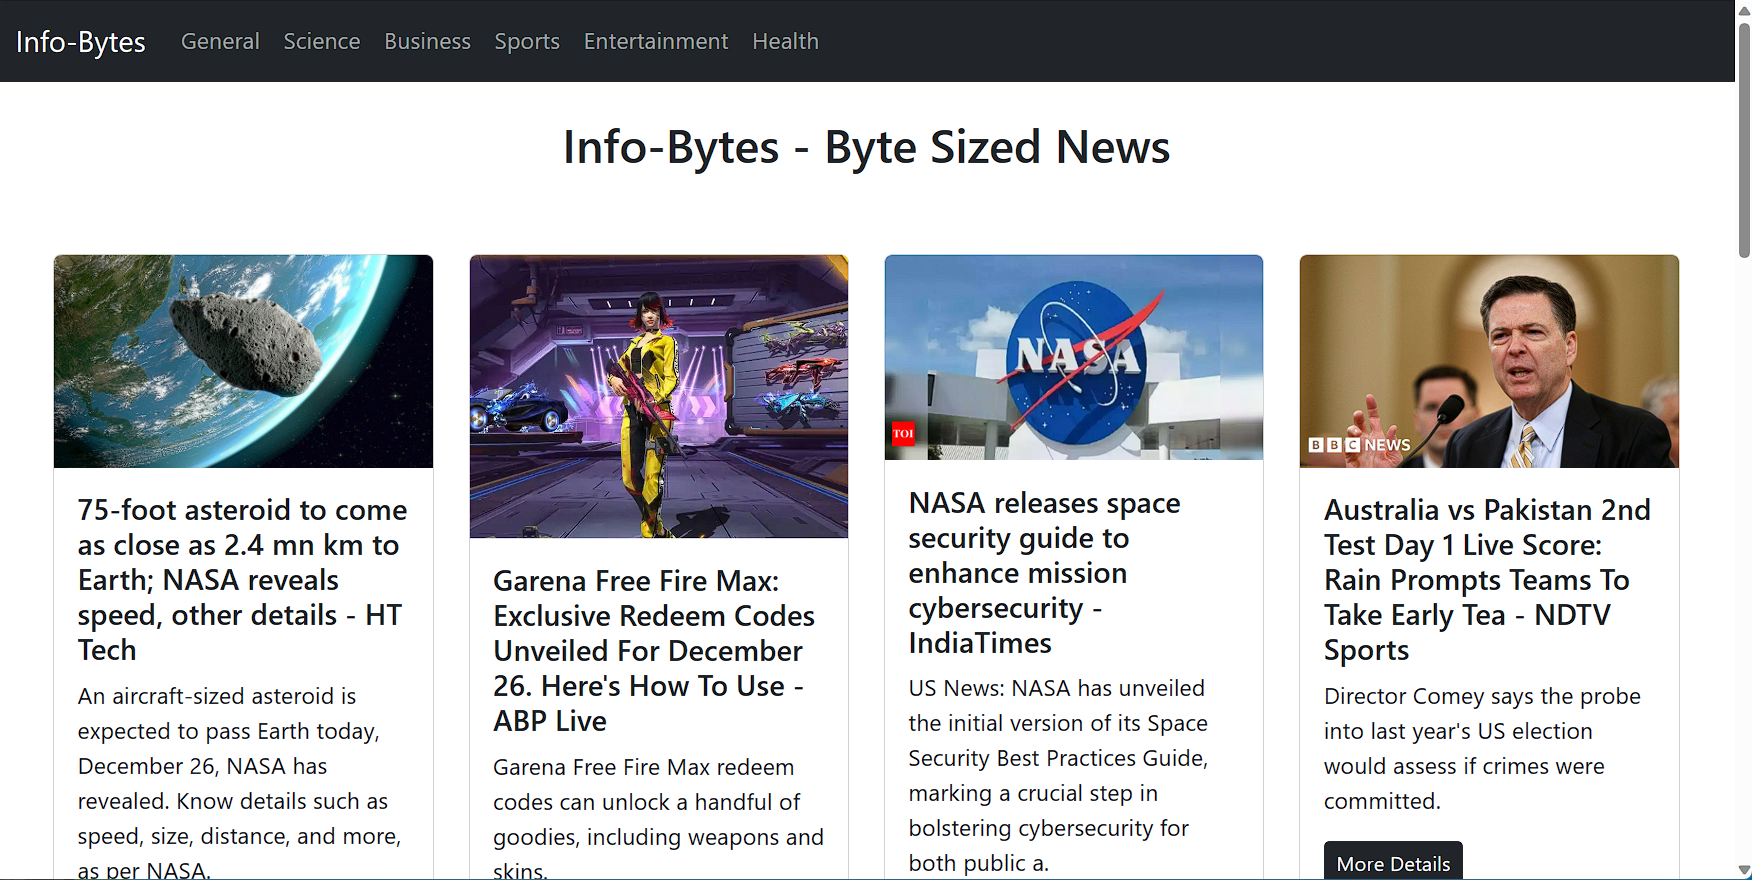 Info-Bytes General Science Business Sports Entertainment Health
Info-Bytes - Byte Sized News
NASA
TOI
BBC NEWS
75-foot asteroid to come
as close as 2.4 mn km to
Earth; NASA reveals
speed, other details - HT
Tech
An aircraft-sized asteroid is
expected to pass Earth today,
December 26, NASA has
revealed. Know details such as
speed, size, distance, and more,
as per NASA.
Garena Free Fire Max:
Exclusive Redeem Codes
Unveiled For December
26. Here's How To Use -
ABP Live
Garena Free Fire Max redeem
codes can unlock a handful of
goodies, including weapons and
skins.
NASA releases space
security guide to
enhance mission
cybersecurity -
IndiaTimes
US News: NASA has unveiled
the initial version of its Space
Security Best Practices Guide,
marking a crucial step in
bolstering cybersecurity for
both public a.
Australia vs Pakistan 2nd
Test Day 1 Live Score:
Rain Prompts Teams To
Take Early Tea - NDTV
Sports
Director Comey says the probe
into last year's US election
would assess if crimes were
committed.
More Details